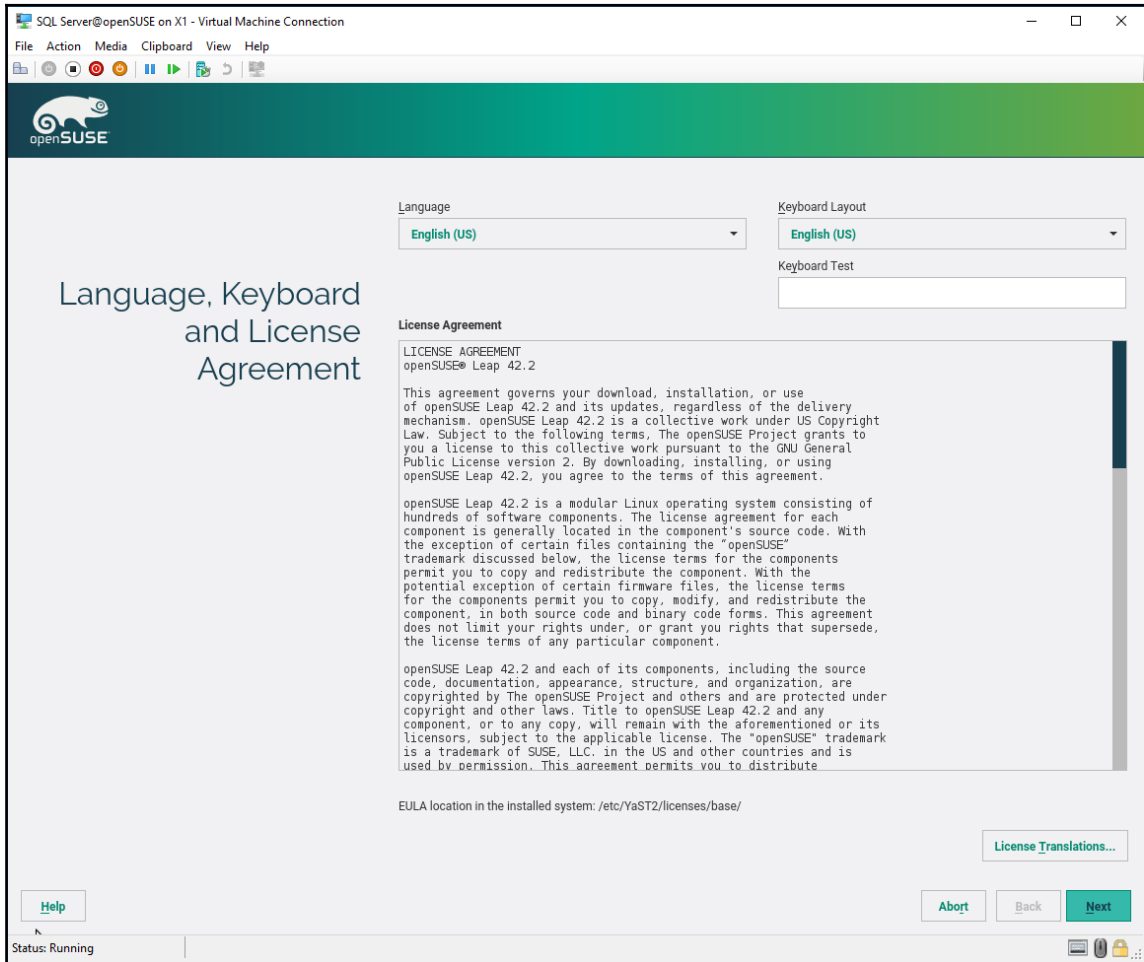 SQL Server@openSUSE on X1 - Virtual Machine Connection
File Action Media Clipboard View Help
openSUSE
Language
Keyboard Layout
English (US)
English (US)
Keyboard Test
Language, Keyboard
and License
Agreement
License Agreement
LICENSE AGREEMENT
openSUSE® Leap 42.2
This agreement governs your download, installation, or use
of openSUSE Leap 42.2 and its updates, regardless of the delivery
mechanism. openSUSE Leap 42.2 is a collective work under US Copyright
Law. Subject to the following terms, The openSUSE Project grants to
you a license to this collective work pursuant to the GNU General
Public License version 2. By downloading, installing, or using
openSUSE Leap 42.2, you agree to the terms of this agreement.
openSUSE Leap 42.2 is a modular Linux operating system consisting of
hundreds of software components. The license agreement for each
component is generally located in the component's source code. With
the exception of certain files containing the “openSUSE”
trademark discussed below, the license terms for the components
permit you to copy and redistribute the component. With the
potential exception of certain firmware files, the license terms
for the components permit you to copy, modify, and redistribute the
component, in both source code and binary code forms. This agreement
does not limit your rights under, or grant you rights that supersede,
the license terms of any particular component.
openSUSE Leap 42.2 and each of its components, including the source
code, documentation, appearance, structure, and organization, are
copyrighted by The openSUSE Project and others and are protected under
copyright and other laws. Title to openSUSE Leap 42.2 and any
component, or to any copy, will remain with the aforementioned or its
licensors, subject to the applicable license. The "openSUSE" trademark
is a trademark of SUSE, LLC. in the US and other countries and is
used by permission. This agreement permits you to distribute
EULA location in the installed system: /etc/YaST2/licenses/base/
License Translations...
Help
Abort
Back
Next
Status: Running